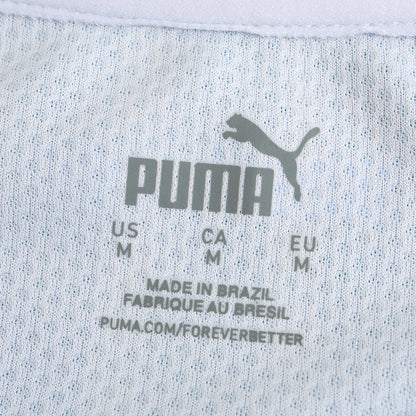 PUMA
US CA EU
M M M
MADE IN BRAZIL
FABRIQUE AU BRESIL
PUMA.COM/FOREVERBETTER